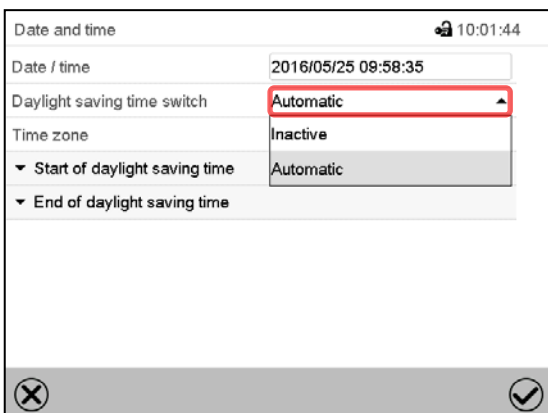 Date and time 10:01:44
Date / time 2016/05/25 09:58:35
Daylight saving time switch Automatic
Time zone Inactive
Start of daylight saving time Automatic
End of daylight saving time